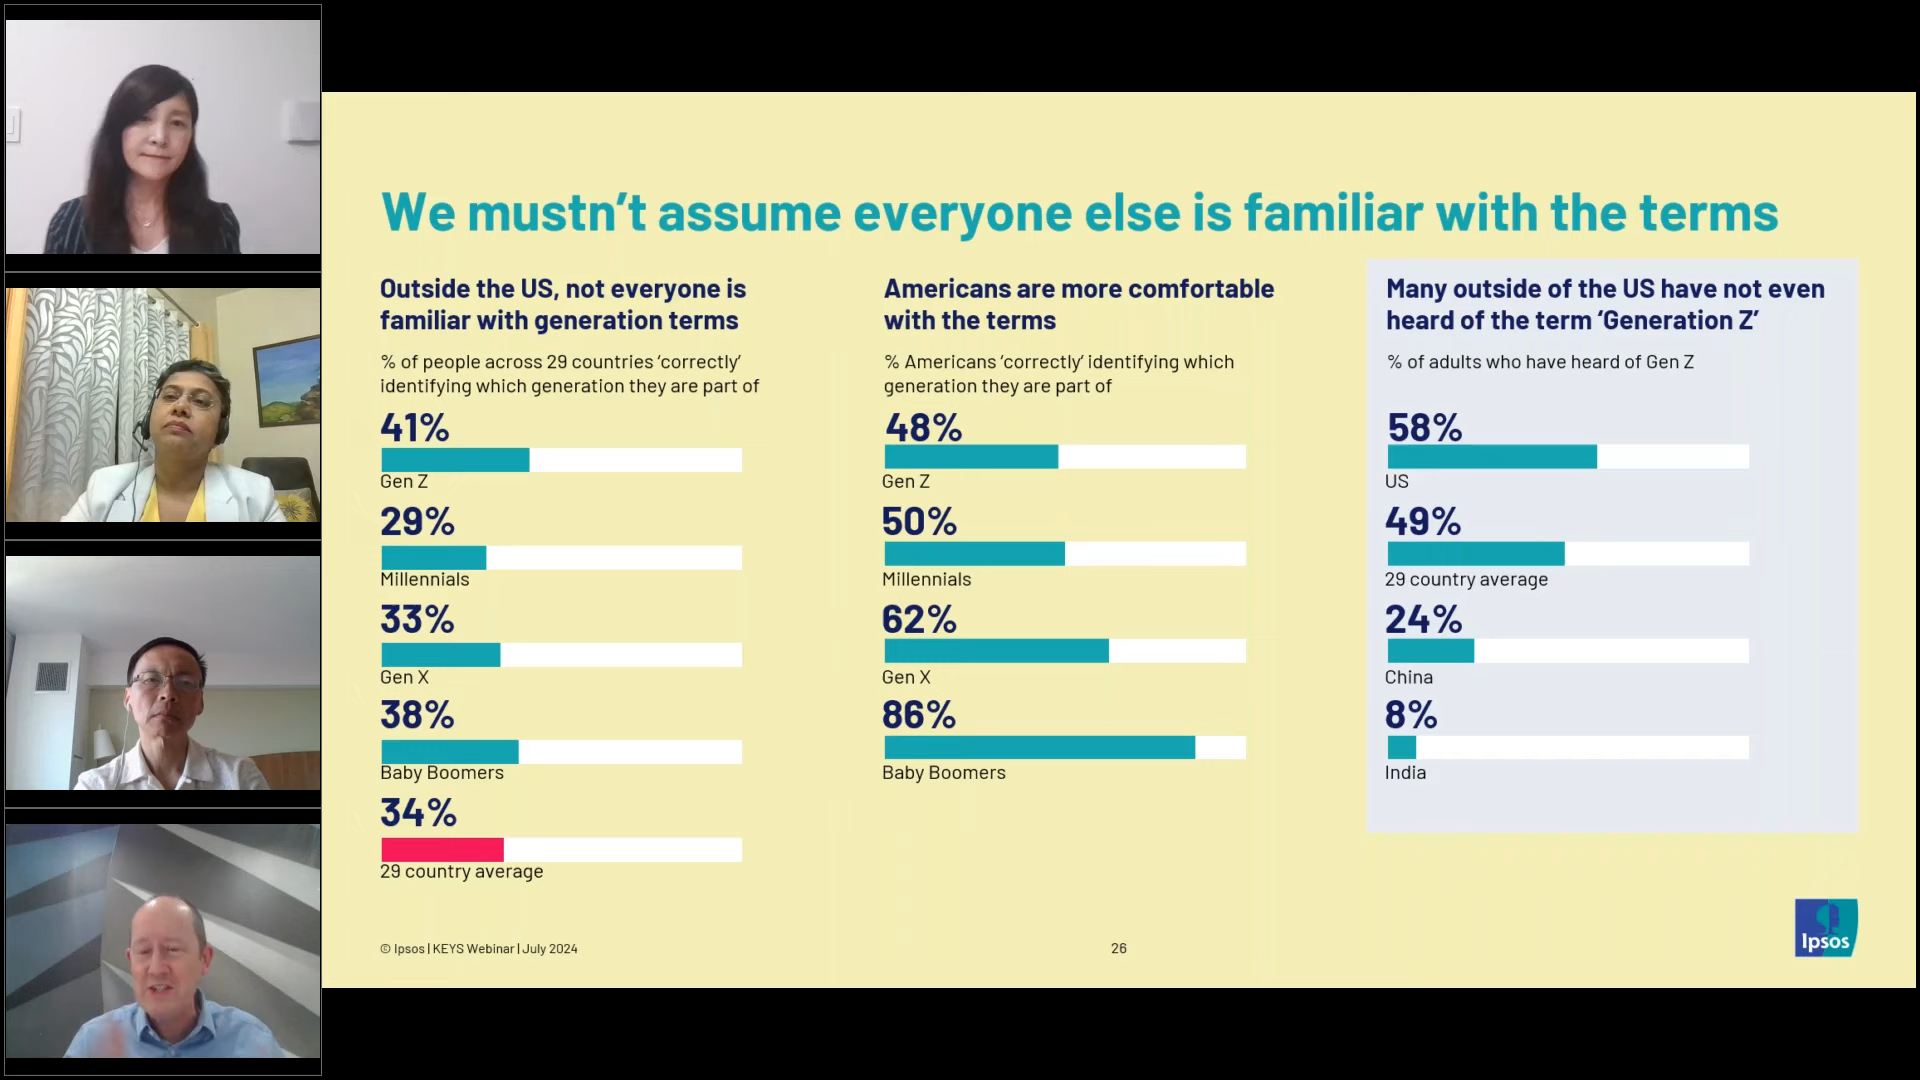 We mustn’t assume everyone else is familiar with the terms
Outside the US, not everyone is
familiar with generation terms
% of people across 29 countries ‘correctly’
identifying which generation they are part of
41%
Gen Z
29%
Millennials
33%
Gen X
38%
Baby Boomers
34%
29 country average
Americans are more comfortable
with the terms
% Americans ‘correctly’ identifying which
generation they are part of
48%
Gen Z
50%
Millennials
62%
Gen X
86%
Baby Boomers
Many outside of the US have not even
heard of the term ‘Generation Z’
% of adults who have heard of Gen Z
58%
US
49%
29 country average
24%
China
8%
India
© Ipsos | KEYS Webinar | July 2024
26
Ipsos